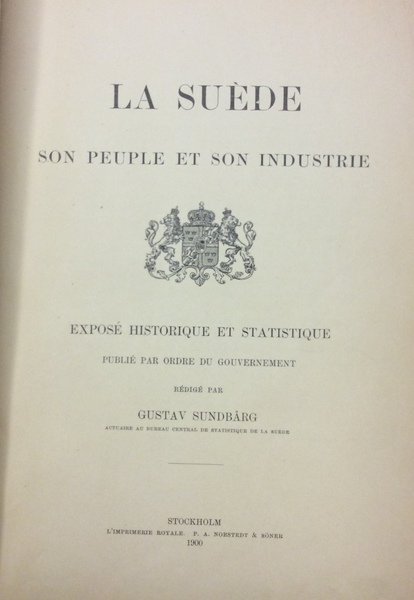 LA SUÈDE
SON PEUPLE ET SON INDUSTRIE
EXPOSÉ HISTORIQUE ET STATISTIQUE
PUBLIÉ PAR ORDRE DU GOUVERNEMENT
RÉDIGÉ PAR
GUSTAV SUNDBÄRG
ACTUAIRE AU BUREAU CENTRAL DE STATISTIQUE DE LA SUÈDE
STOCKHOLM
L'IMPRIMERIE ROYALE. P. A. NORSTEDT & SÖNER
1900